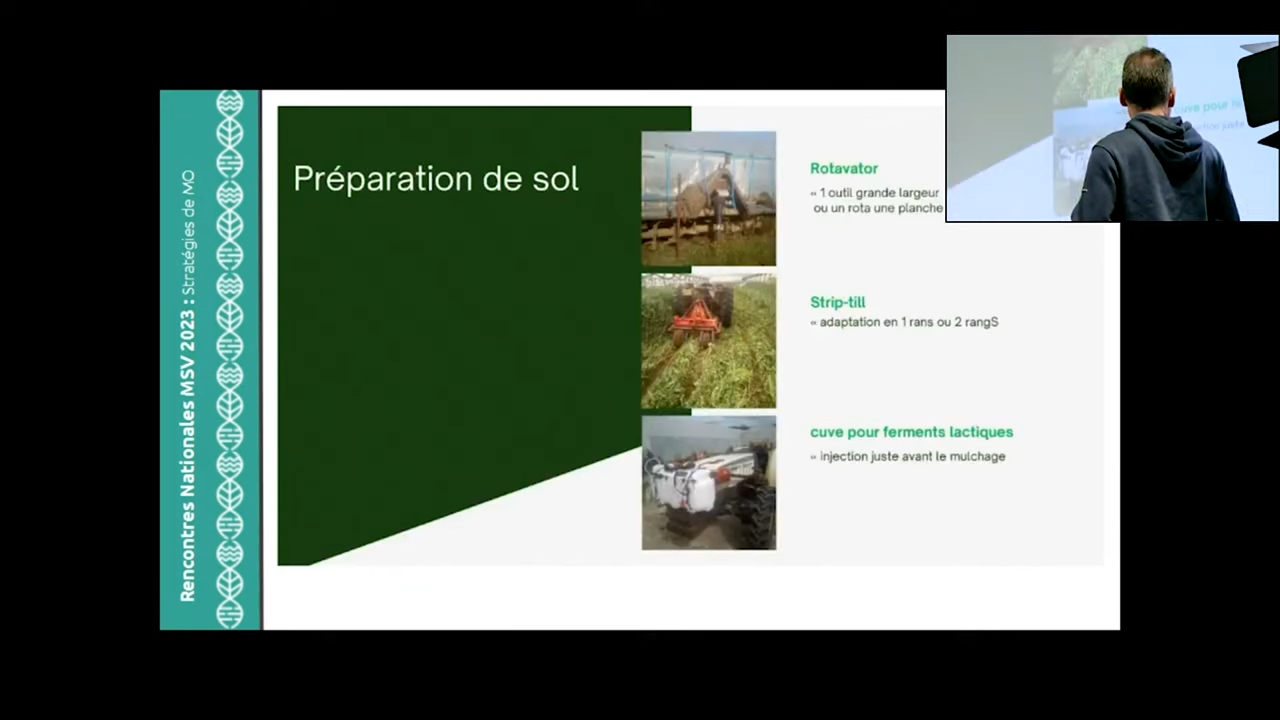 Rencontres Nationales MSV 2023 : Stratégies de MO
Préparation de sol
Rotavator
« 1 outil grande largeur
ou un rota une planche
Strip-till
« adaptation en 1 rans ou 2 rangS
cuve pour ferments lactiques
« injection juste avant le mulchage
cuve pour